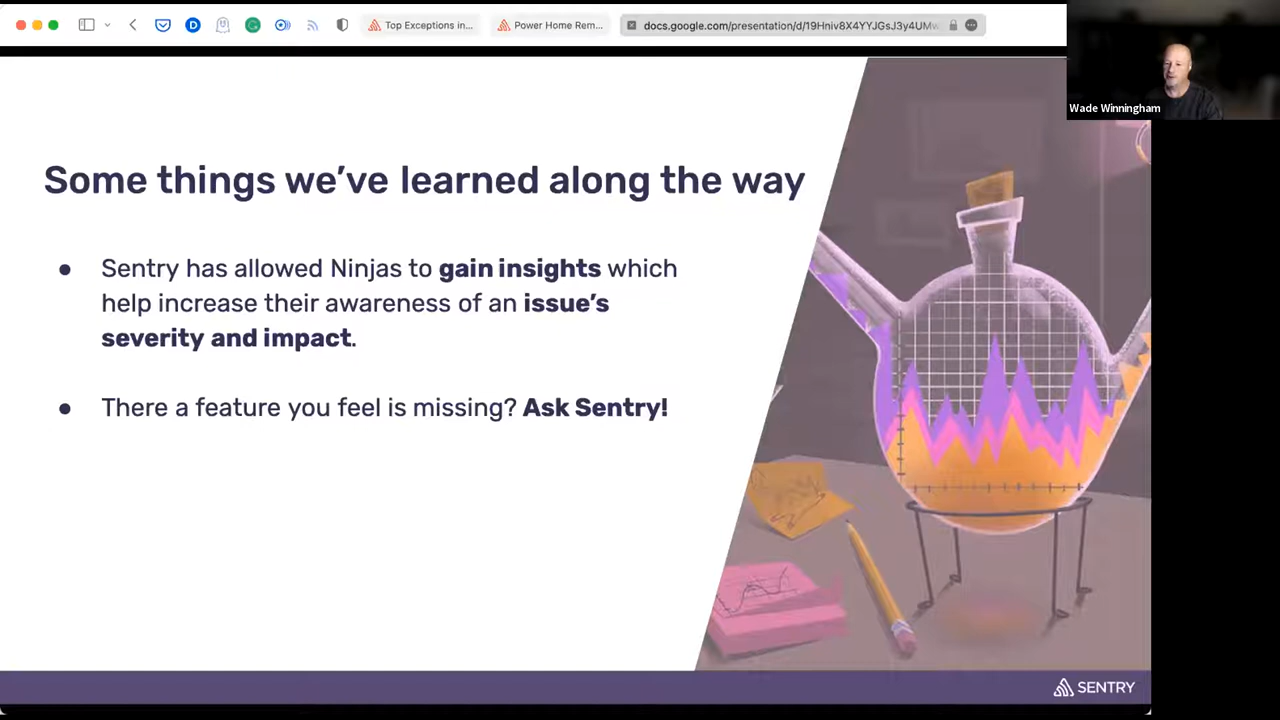 Top Exceptions in...
Power Home Rem...
docs.google.com/presentation/d/19Hniv8X4YYJGsJ3y4UMw
Wade Winningham
Some things we've learned along the way
Sentry has allowed Ninjas to gain insights which
help increase their awareness of an issue's
severity and impact.
There a feature you feel is missing? Ask Sentry!
SENTRY